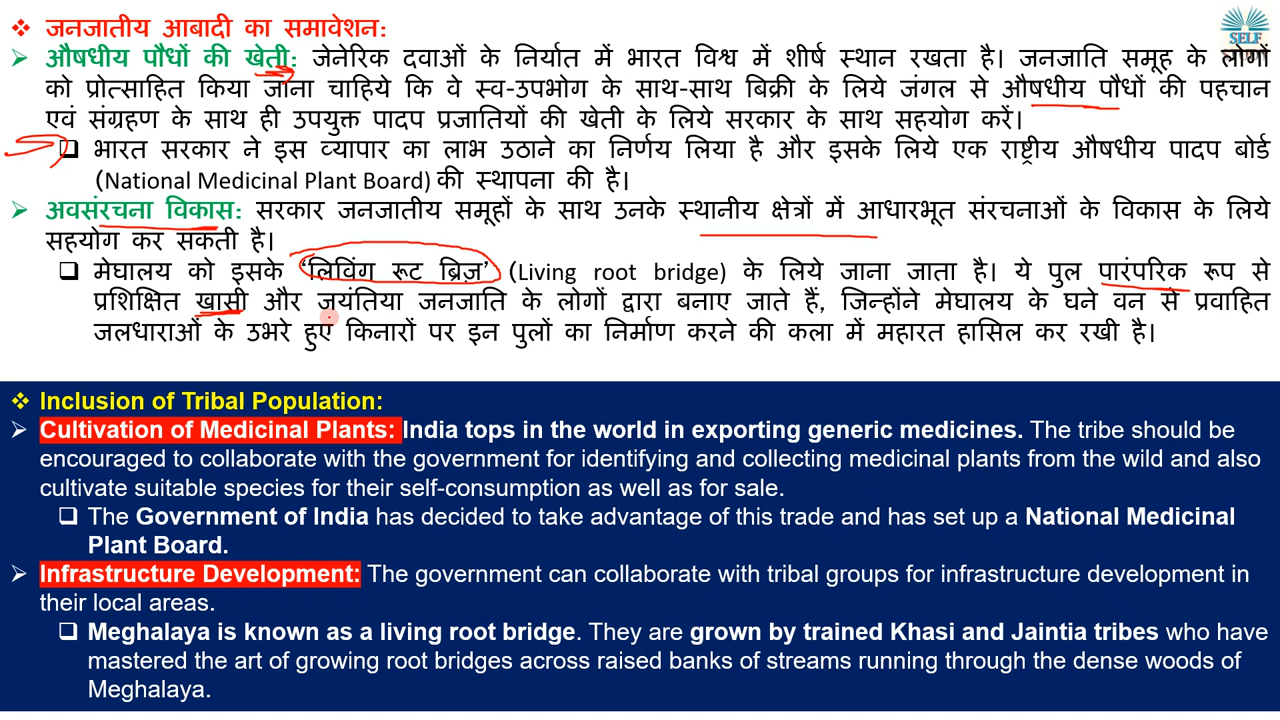 ❖ जनजातीय आबादी का समावेशन:
SELF
➢ औषधीय पौधों की खेती: जेनेरिक दवाओं के निर्यात में भारत विश्व में शीर्ष स्थान रखता है। जनजाति समूह के लोगों
को प्रोत्साहित किया जाना चाहिये कि वे स्व-उपभोग के साथ-साथ बिक्री के लिये जंगल से औषधीय पौधों की पहचान
एवं संग्रहण के साथ ही उपयुक्त पादप प्रजातियों की खेती के लिये सरकार के साथ सहयोग करें।
❑ भारत सरकार ने इस व्यापार का लाभ उठाने का निर्णय लिया है और इसके लिये एक राष्ट्रीय औषधीय पादप बोर्ड
(National Medicinal Plant Board) की स्थापना की है।
➢ अवसंरचना विकास: सरकार जनजातीय समूहों के साथ उनके स्थानीय क्षेत्रों में आधारभूत संरचनाओं के विकास के लिये
सहयोग कर सकती है।
❑ मेघालय को इसके ‘लिविंग रूट ब्रिज़’ (Living root bridge) के लिये जाना जाता है। ये पुल पारंपरिक रूप से
प्रशिक्षित खासी और जयंतिया जनजाति के लोगों द्वारा बनाए जाते हैं, जिन्होंने मेघालय के घने वन से प्रवाहित
जलधाराओं के उभरे हुए किनारों पर इन पुलों का निर्माण करने की कला में महारत हासिल कर रखी है।
❖ Inclusion of Tribal Population:
➢ Cultivation of Medicinal Plants: India tops in the world in exporting generic medicines. The tribe should be
encouraged to collaborate with the government for identifying and collecting medicinal plants from the wild and also
cultivate suitable species for their self-consumption as well as for sale.
❑ The Government of India has decided to take advantage of this trade and has set up a National Medicinal
Plant Board.
➢ Infrastructure Development: The government can collaborate with tribal groups for infrastructure development in
their local areas.
❑ Meghalaya is known as a living root bridge. They are grown by trained Khasi and Jaintia tribes who have
mastered the art of growing root bridges across raised banks of streams running through the dense woods of
Meghalaya.